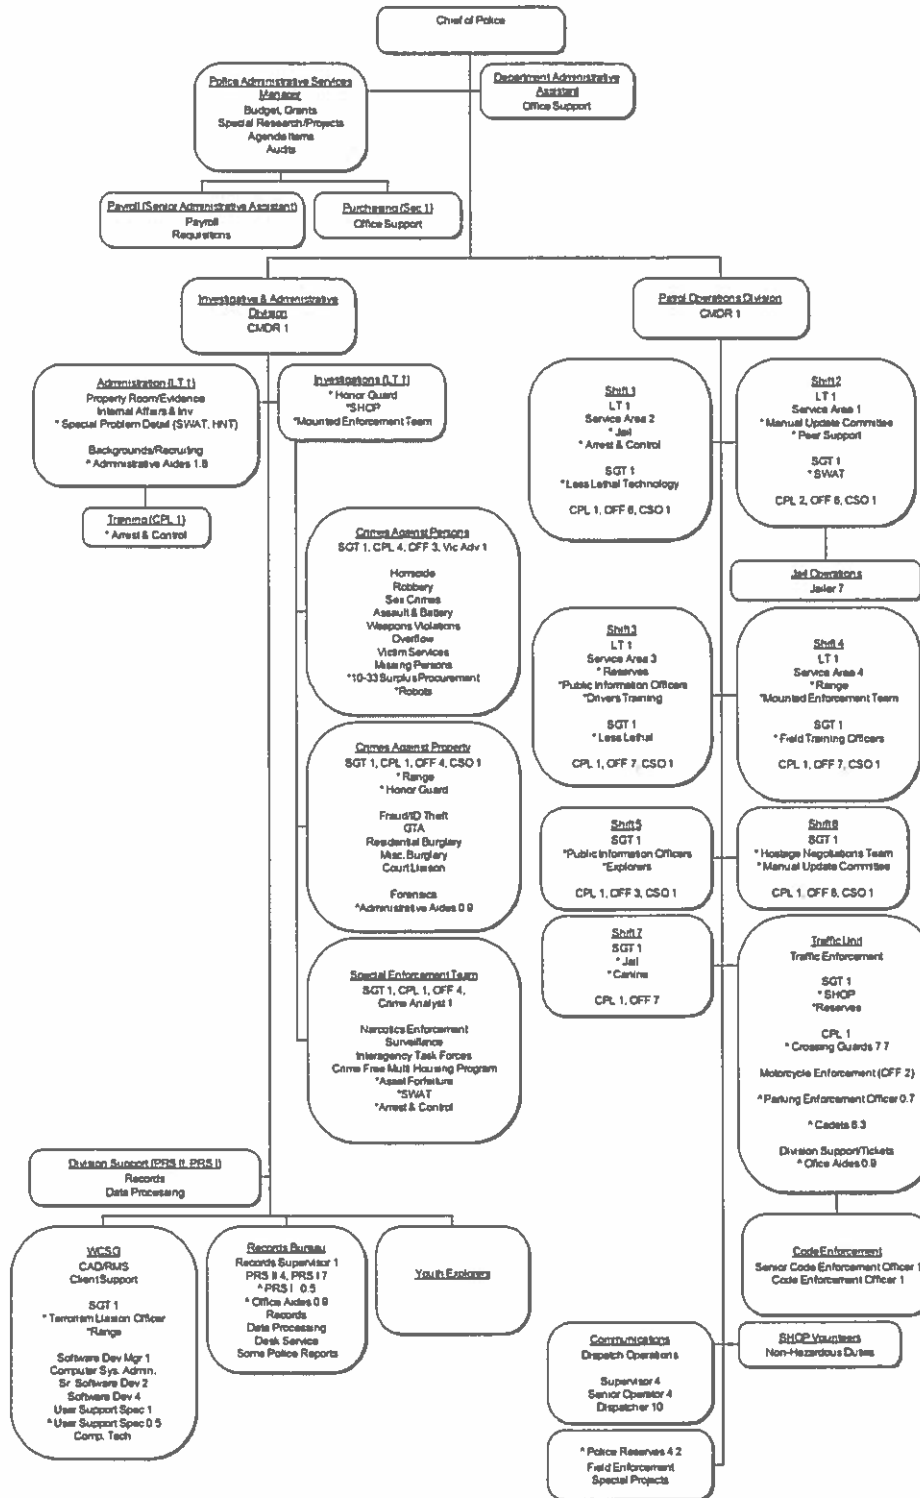 Chief of Police
Police Administrative Services
Manager
Budget, Grants
Special Research/Projects
Agenda Items
Audits
Department Administrative
Assistant
Office Support
Payroll (Senior Administrative Assistant)
Payroll
Requisitions
Purchasing (Sec 1)
Office Support
Investigative & Administrative
Division
CMDR 1
Patrol Operations Division
CMDR 1
Administration (LT 1)
Property Room/Evidence
Internal Affairs & Inv
* Special Problem Detail (SWAT, HNT)
Backgrounds/Recruiting
^ Administrative Aides 1.8
Training (CPL 1)
* Arrest & Control
Investigations (LT 1)
* Honor Guard
*SHOP
*Mounted Enforcement Team
Crimes Against Persons
SGT 1, CPL 4, OFF 3, Vic Adv 1
Homicide
Robbery
Sex Crimes
Assault & Battery
Weapons Violations
Overflow
Victim Services
Missing Persons
*10-33 Surplus Procurement
*Robots
Crimes Against Property
SGT 1, CPL 1, OFF 4, CSO 1
* Range
* Honor Guard
Fraud/ID Theft
GTA
Residential Burglary
Misc. Burglary
Court Liaison
Forensics
^Administrative Aides 0.9
Special Enforcement Team
SGT 1, CPL 1, OFF 4,
Crime Analyst 1
Narcotics Enforcement
Surveillance
Interagency Task Forces
Crime Free Multi Housing Program
*Asset Forfeiture
*SWAT
*Arrest & Control
Division Support (PRS II, PRS I)
Records
Data Processing
WCSG
CAD/RMS
Client Support
SGT 1
* Terrorism Liaison Officer
*Range
Software Dev Mgr 1
Computer Sys. Admin.
Sr. Software Dev 2
Software Dev 4
User Support Spec 1
^ User Support Spec 0.5
Comp. Tech
Records Bureau
Records Supervisor 1
PRS II 4, PRS I 7
^ PRS I 0.5
^ Office Aides 0.9
Records
Data Processing
Desk Service
Some Police Reports
Youth Explorers
Shift 1
LT 1
Service Area 2
* Jail
* Arrest & Control
SGT 1
*Less Lethal Technology
CPL 1, OFF 6, CSO 1
Shift 2
LT 1
Service Area 1
* Manual Update Committee
* Peer Support
SGT 1
* SWAT
CPL 2, OFF 6, CSO 1
Jail Operations
Jailer 7
Shift 3
LT 1
Service Area 3
* Reserves
*Public Information Officers
*Drivers Training
SGT 1
* Less Lethal
CPL 1, OFF 7, CSO 1
Shift 4
LT 1
Service Area 4
* Range
*Mounted Enforcement Team
SGT 1
* Field Training Officers
CPL 1, OFF 7, CSO 1
Shift 5
SGT 1
*Public Information Officers
*Explorers
CPL 1, OFF 3, CSO 1
Shift 6
SGT 1
* Hostage Negotiations Team
* Manual Update Committee
CPL 1, OFF 6, CSO 1
Shift 7
SGT 1
* Jail
* Canine
CPL 1, OFF 7
Traffic Unit
Traffic Enforcement
SGT 1
* SHOP
*Reserves
CPL 1
^ Crossing Guards 7.7
Motorcycle Enforcement (OFF 2)
^ Parking Enforcement Officer 0.7
^ Cadets 6.3
Division Support/Tickets
^ Office Aides 0.9
Code Enforcement
Senior Code Enforcement Officer 1
Code Enforcement Officer 1
Communications
Dispatch Operations
Supervisor 4
Senior Operator 4
Dispatcher 10
SHOP Volunteers
Non-Hazardous Duties
^ Police Reserves 4.2
Field Enforcement
Special Projects